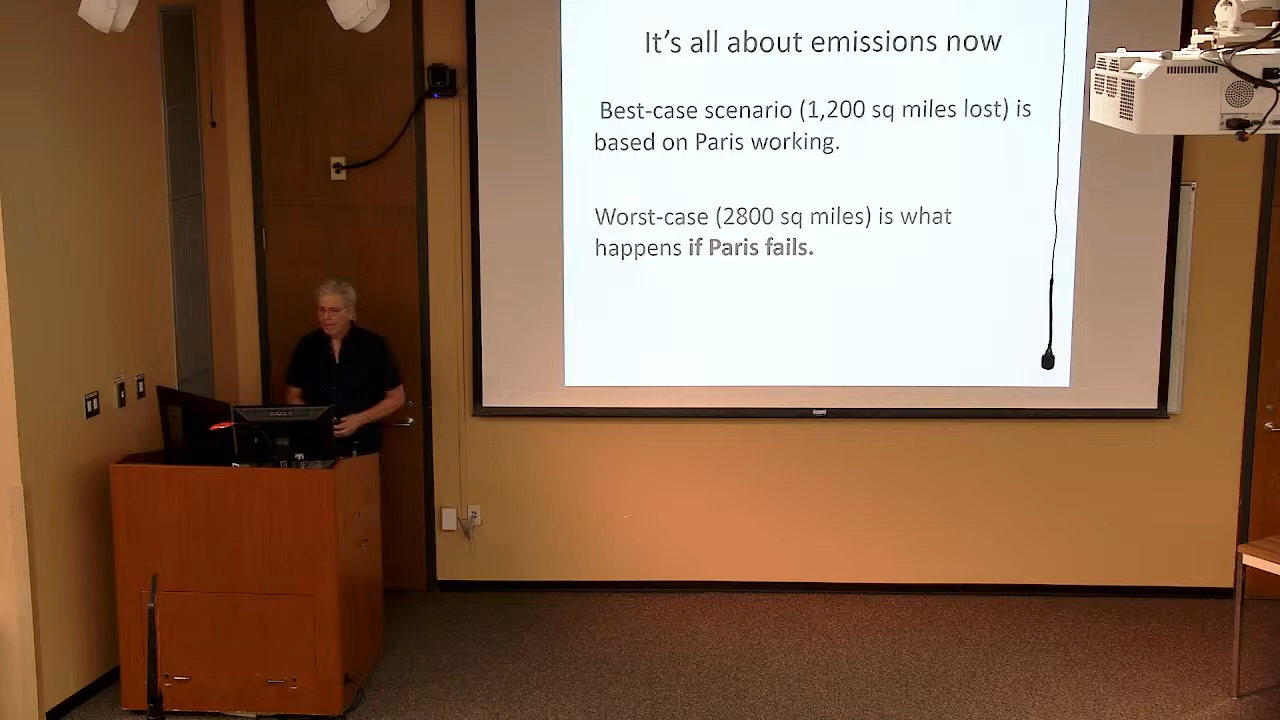 It’s all about emissions now
Best-case scenario (1,200 sq miles lost) is
based on Paris working.
Worst-case (2800 sq miles) is what
happens if Paris fails.